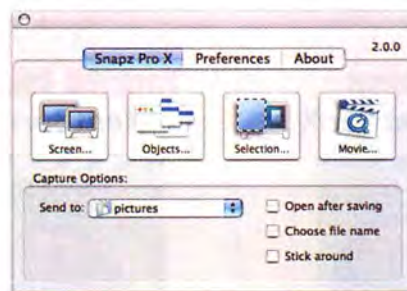 Snapz Pro X Preferences About 2.0.0
Screen... Objects... Selection... Movie...
Capture Options:
Send to: pictures
Open after saving
Choose file name
Stick around